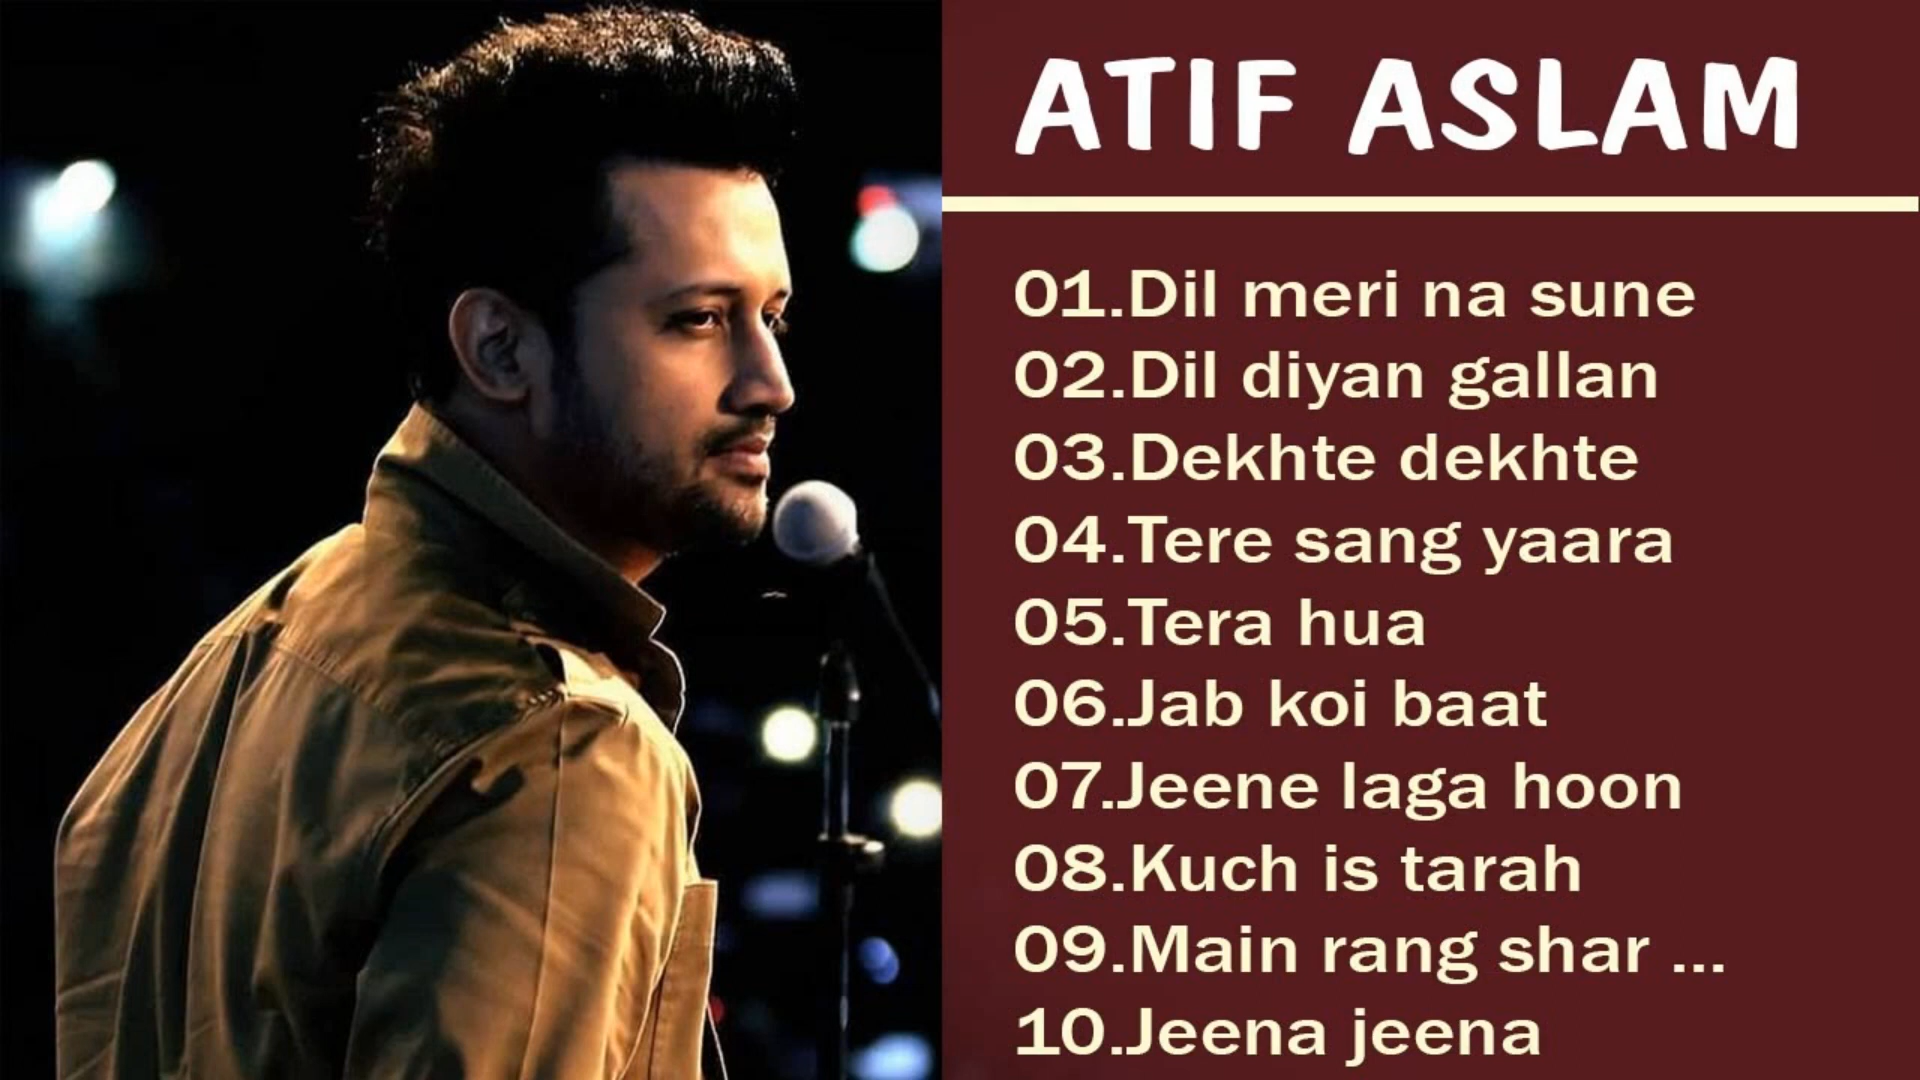 ATIF ASLAM
01.Dil meri na sune
02.Dil diyan gallan
03.Dekhte dekhte
04.Tere sang yaara
05.Tera hua
06.Jab koi baat
07.Jeene laga hoon
08.Kuch is tarah
09.Main rang shar ...
10.Jeena jeena